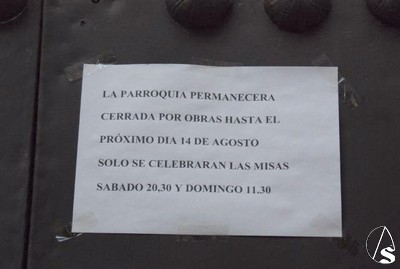 LA PARROQUIA PERMANECERA
CERRADA POR OBRAS HASTA EL
PRÓXIMO DIA 14 DE AGOSTO
SOLO SE CELEBRARAN LAS MISAS
SABADO 20,30 Y DOMINGO 11.30